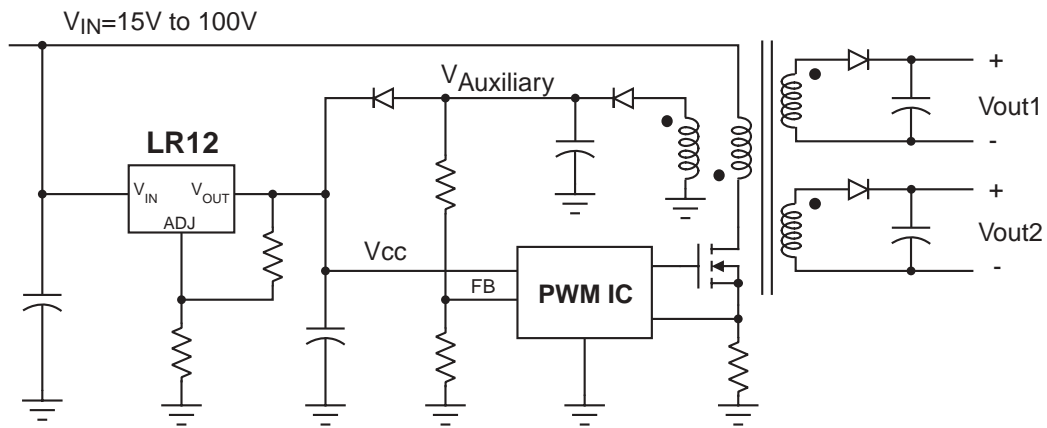 VIN=15V to 100V
VAuxiliary
+
Vout1
-
LR12
VIN
VOUT
ADJ
+
Vout2
-
Vcc
FB
PWM IC